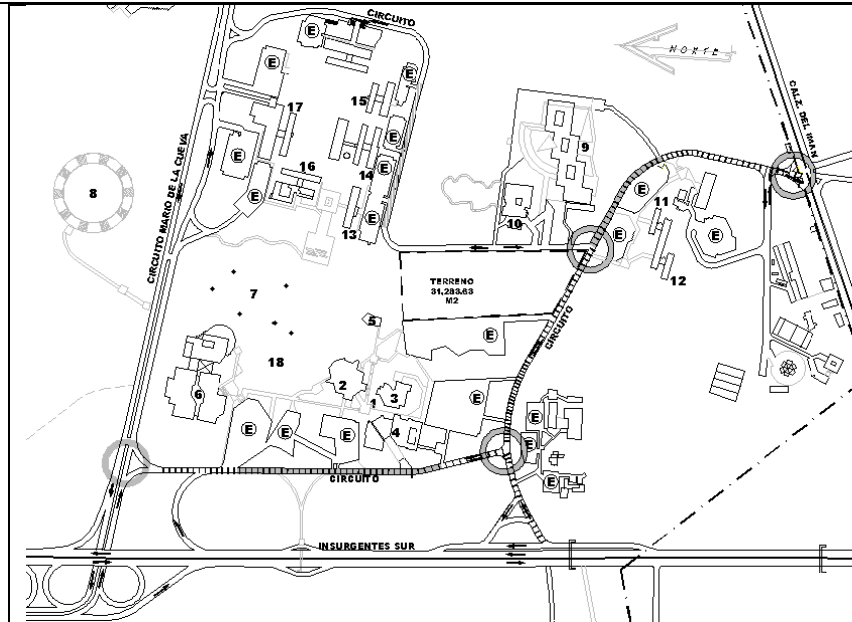 CIRCUITO
E
NORTE
E
E
CALZ. DEL IMAN
15
17
E
9
E
16
14
E
8
E
11
CIRCUITO MARIO DE LA CUEVA
10
13
E
E
E
12
TERRENO
31,283.63
M2
7
5
E
CIRCUITO
18
2
6
3
E
1
E
E
E
E
4
E
E
CIRCUITO
E
INSURGENTES SUR